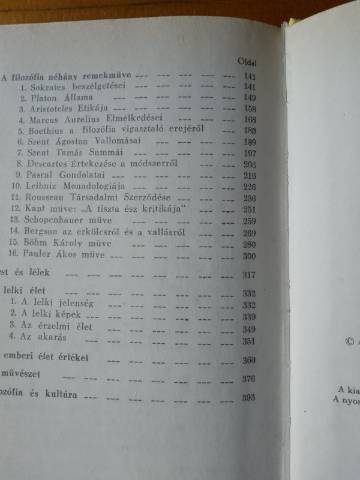 Oldal
A filozófia néhány remekműve — — — — — — 141
1. Sokrates beszélgetései — — — — — — 141
2. Platon Állama — — — — — — — 149
3. Aristoteles Etikája — — — — — — 158
4. Marcus Aurelius Elmélkedései — — — — 168
5. Boethius a filozófia vigasztaló erejéről — — 180
6. Szent Ágoston Vallomásai — — — — — 189
7. Szent Tamás Summái — — — — — — 197
8. Descartes Értekezése a módszerről — — —
9. Pascal Gondolatai — — — — — — 215
10. Leibniz Monadologiája — — — — — — 226
11. Rousseau Társadalmi Szerződése — — — — 236
12. Kant műve: „A tiszta ész kritikája" — — — 251
13. Schopenhauer műve — — — — — — 259
14. Bergson az erkölcsről és a vallásról — — — 269
15. Böhm Károly műve — — — — — — 280
16. Pauler Ákos műve — — — — — — 300
est és lélek — — — — — — — — 317
lelki élet — — — — — — — — 332
1. A lelki jelenség — — — — — — — 332
2. A lelki képek — — — — — — — 339
3. Az érzelmi élet — — — — — — — 349
4. Az akarás — — — — — — — 351
emberi élet értékei — — — — — — 360
művészet — — — — — — — — 376
ozófia és kultúra — — — — — — — 393
©
A kia
A nyom